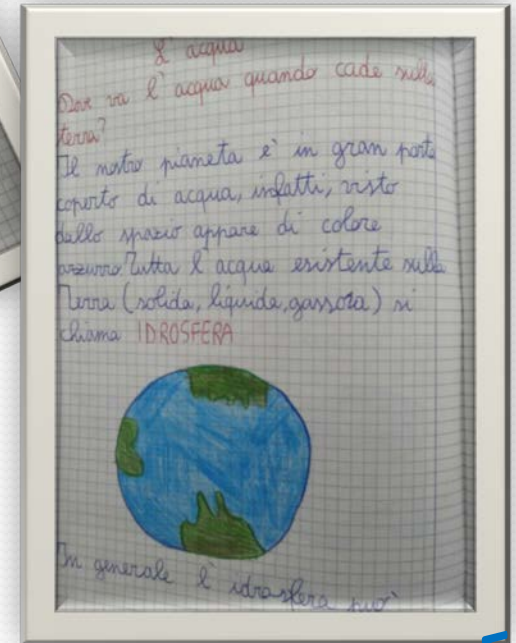 L'acqua
Dove va l'acqua quando cade sulla
terra?
Il nostro pianeta è in gran parte
coperto di acqua, infatti, visto
dallo spazio appare di colore
azzurro Tutta l'acqua esistente sulla
Terra (solida, liquida, gassosa) si
chiama IDROSFERA
In generale l'idrosfera può